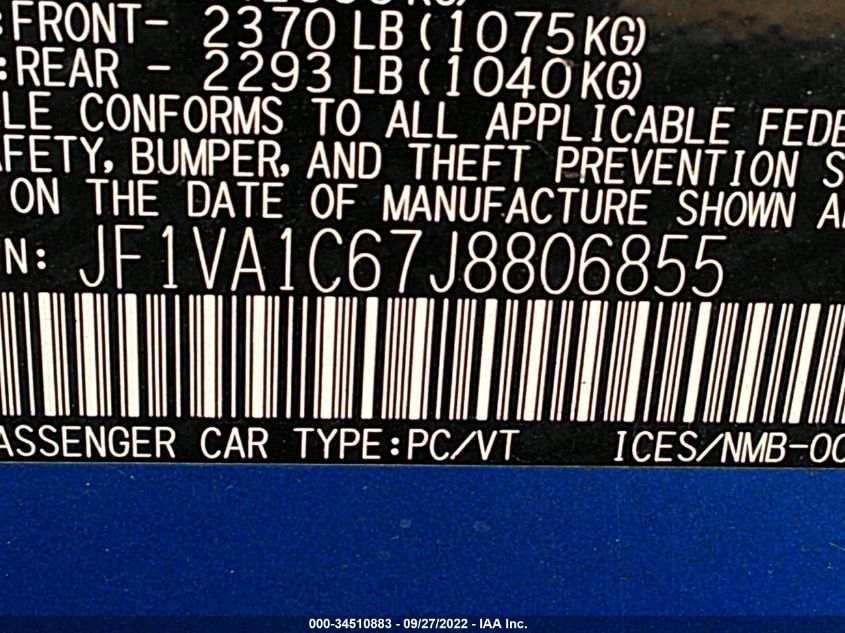 :FRONT- 2370 LB(1075KG)
:REAR - 2293 LB(1040KG)
LE CONFORMS TO ALL APPLICABLE FEDE
AFETY, BUMPER, AND THEFT PREVENTION S
ON THE DATE OF MANUFACTURE SHOWN A
N: JF1VA1C67J8806855
ASSENGER CAR TYPE:PC/VT ICES/NMB-00
000-34510883 - 09/27/2022 - IAA Inc.